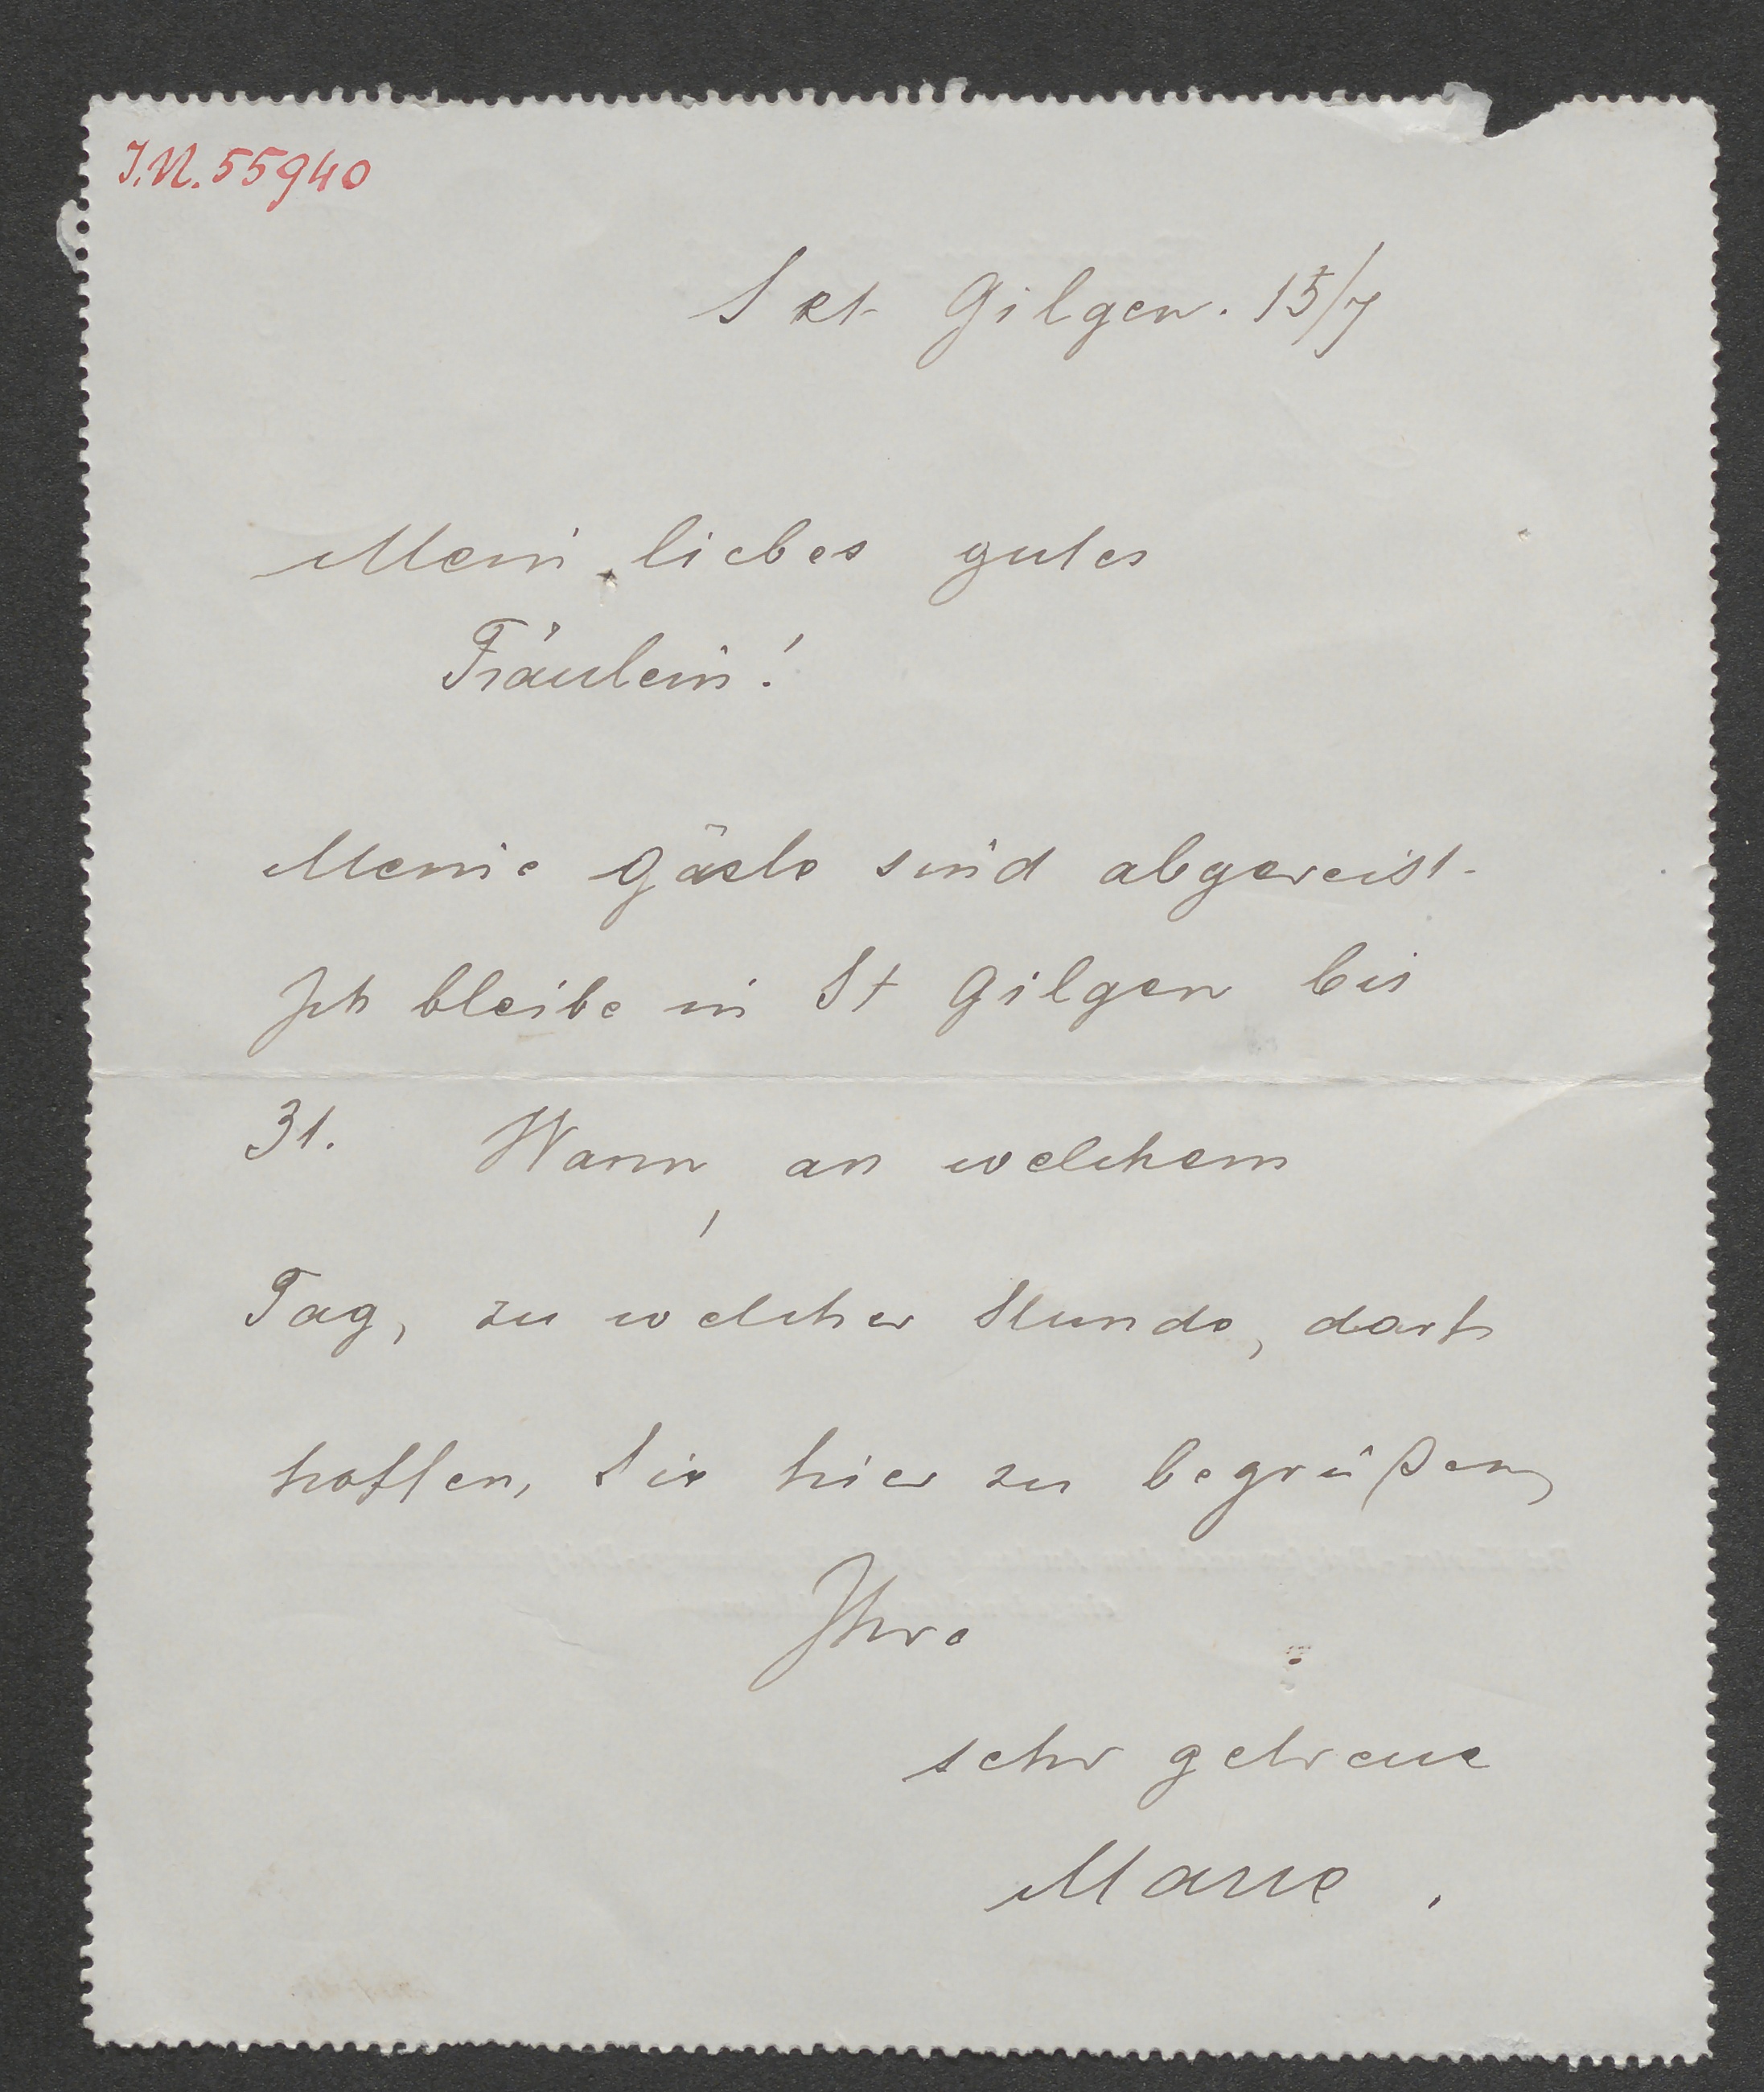 J.N. 55940
Skt Gilgen. 15/7
Mein liebes gutes
Fräulein!
Meine Gäste sind abgereist.
Ich bleibe in St Gilgen bis
31. Wann, an welchem
Tag, zu welcher Stunde, darf
hoffen, Sie hier zu begrüßen,
Ihre
sehr getreue
Marie.